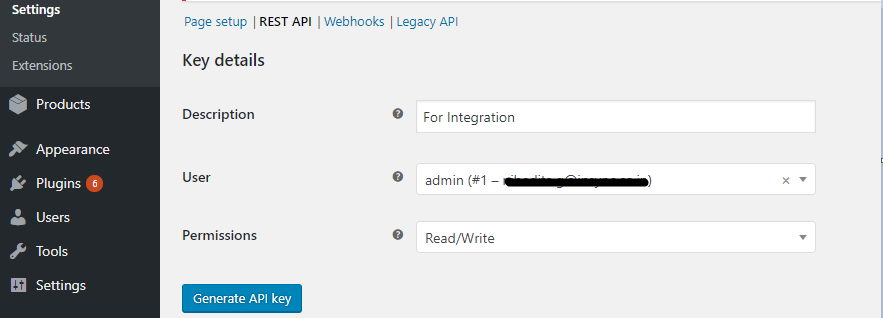 Settings
Status
Extensions
Products
Appearance
Plugins 6
Users
Tools
Settings
Page setup | REST API | Webhooks | Legacy API
Key details
Description ? For Integration
User ? admin (#1 – ) ×
Permissions ? Read/Write
Generate API key